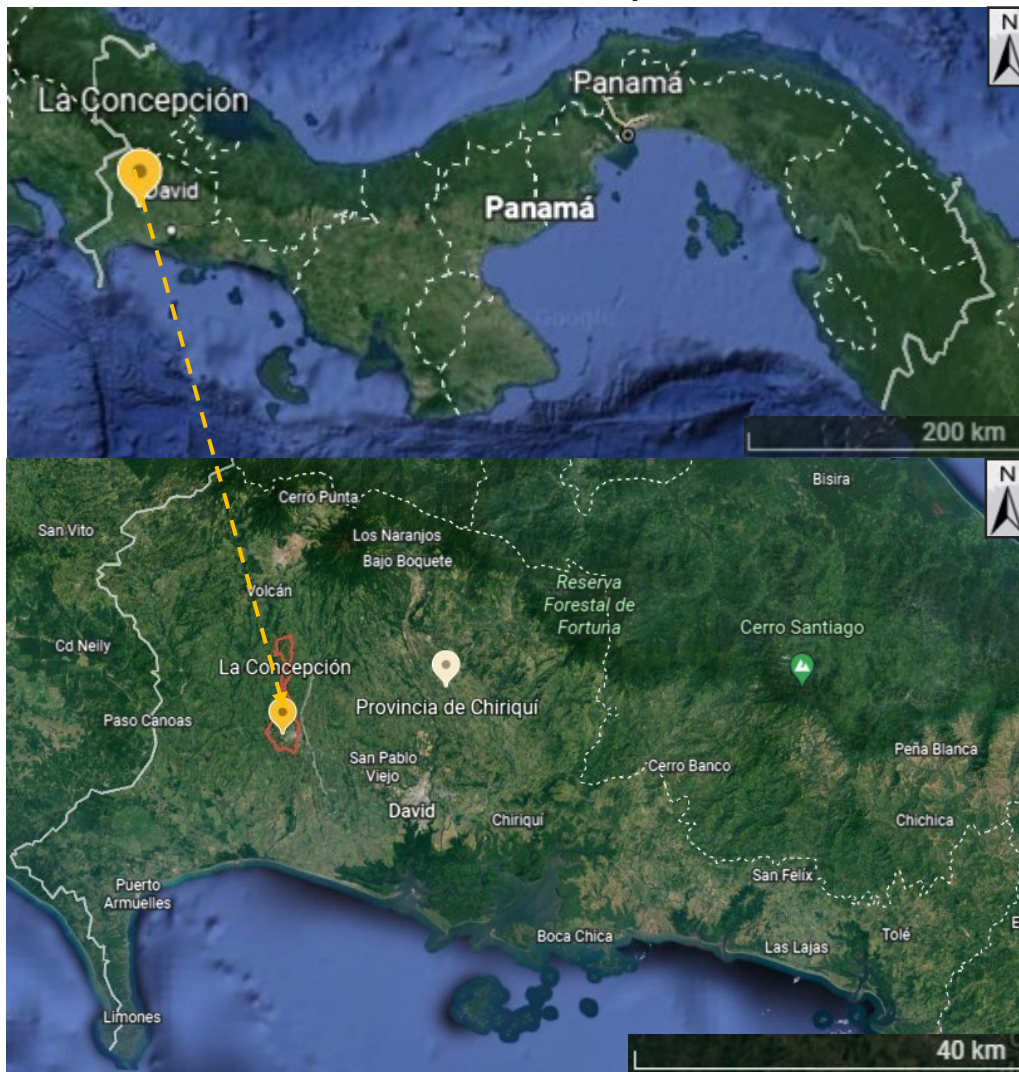 N
La Concepción
Panamá
David
Panamá
Google
200 km
N
Bisira
Cerro Punta
San Vito
Los Naranjos
Bajo Boquete
Reserva
Forestal de
Fortuna
Volcán
Cerro Santiago
Cd Neily
La Concepción
Provincia de Chiriquí
Paso Canoas
Peña Blanca
San Pablo
Viejo
Cerro Banco
David
Chiriquí
Chichica
San Félix
Puerto
Armuelles
Tolé
Boca Chica
Las Lajas
Limones
40 km